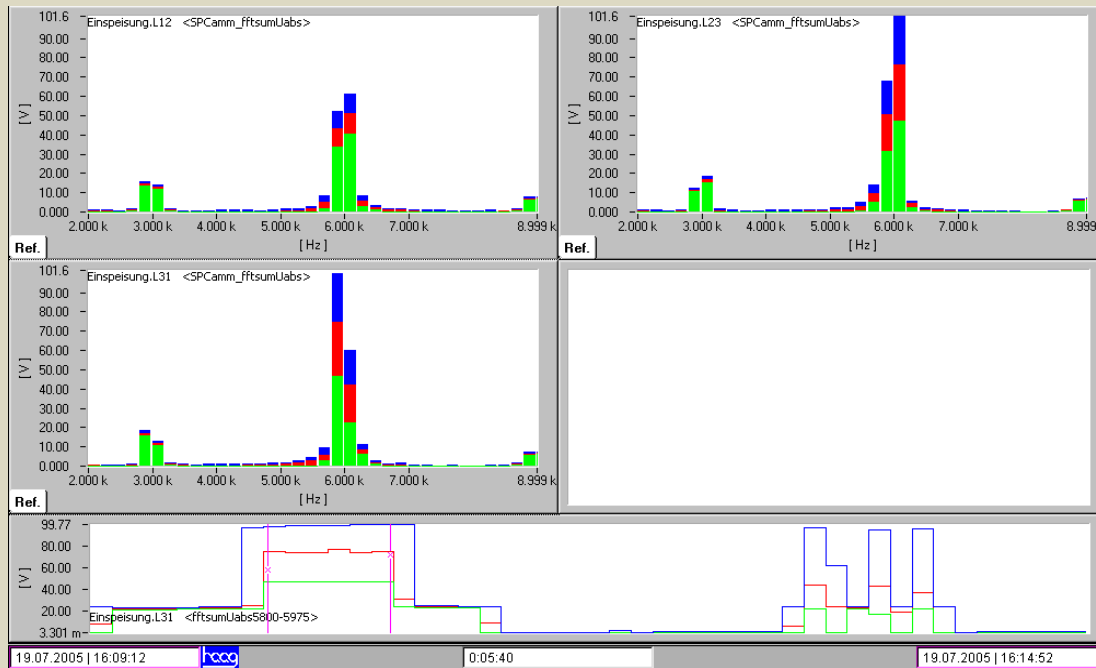 Einspeisung.L12 <SPCamm_fftsumUabs>
101.6
90.00
80.00
70.00
60.00
50.00
40.00
30.00
20.00
10.00
0.000
[ V ]
2.000 k 3.000 k 4.000 k 5.000 k 6.000 k 7.000 k 8.999 k
[ Hz ]
Ref.
Einspeisung.L23 <SPCamm_fftsumUabs>
101.6
90.00
80.00
70.00
60.00
50.00
40.00
30.00
20.00
10.00
0.000
[ V ]
2.000 k 3.000 k 4.000 k 5.000 k 6.000 k 7.000 k 8.999 k
[ Hz ]
Ref.
Einspeisung.L31 <SPCamm_fftsumUabs>
101.6
90.00
80.00
70.00
60.00
50.00
40.00
30.00
20.00
10.00
0.000
[ V ]
2.000 k 3.000 k 4.000 k 5.000 k 6.000 k 7.000 k 8.999 k
[ Hz ]
Ref.
99.77
80.00
60.00
40.00
20.00
3.301 m
[ V ]
Einspeisung.L31 <fftsumUabs5800-5975>
19.07.2005 | 16:09:12 haag 0:05:40 19.07.2005 | 16:14:52